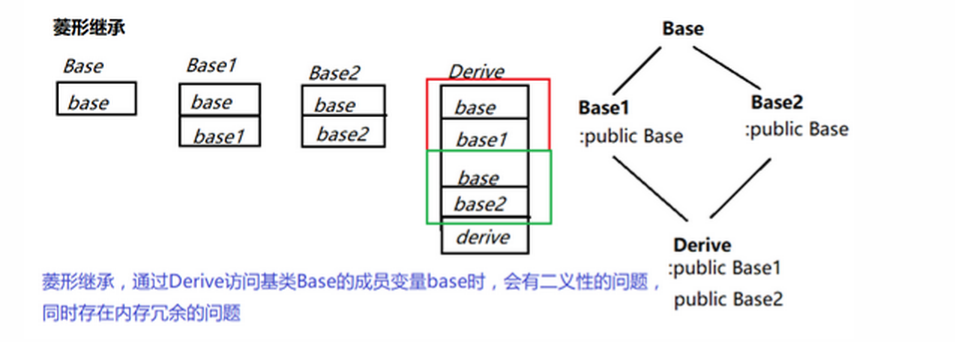 菱形继承
Base
base
Base1
base
base1
Base2
base
base2
Derive
base
base1
base
base2
derive
Base
Base1
:public Base
Base2
:public Base
Derive
:public Base1
public Base2
菱形继承，通过Derive访问基类Base的成员变量base时，会有二义性的问题，
同时存在内存冗余的问题